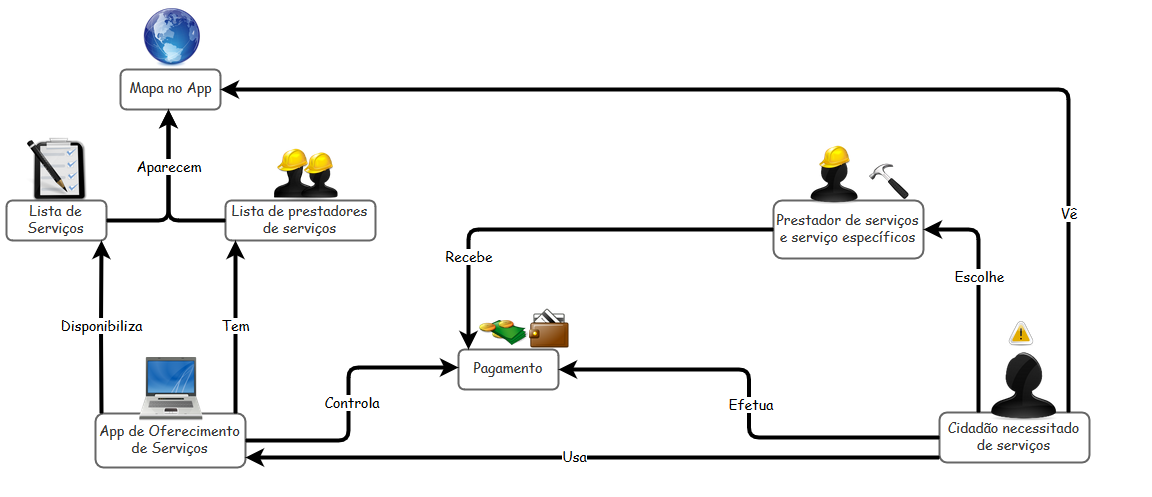 Mapa no App
Aparecem
Lista de
Serviços
Lista de prestadores
de serviços
Prestador de serviços
e serviço específicos
Vê
Recebe
Escolhe
Disponibiliza
Tem
Pagamento
Controla
Efetua
App de Oferecimento
de Serviços
Cidadão necessitado
de serviços
Usa